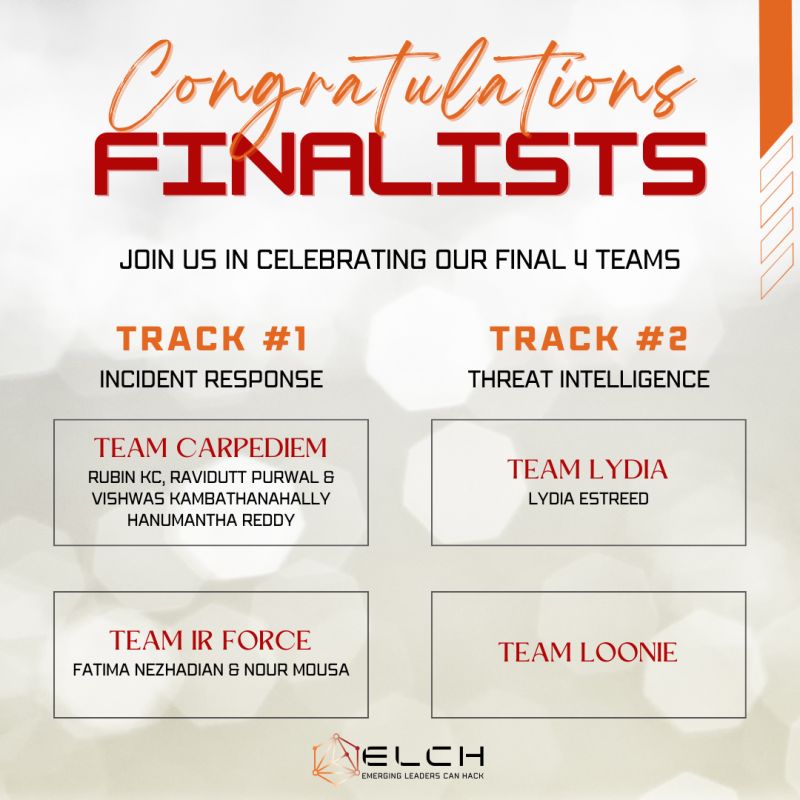 Congratulations
FINALISTS
JOIN US IN CELEBRATING OUR FINAL 4 TEAMS
TRACK #1
INCIDENT RESPONSE
TEAM CARPEDIEM
RUBIN KC, RAVIDUTT PURWAL &
VISHWAS KAMBATHANAHALLY
HANUMANTHA REDDY
TEAM IR FORCE
FATIMA NEZHADIAN & NOUR MOUSA
TRACK #2
THREAT INTELLIGENCE
TEAM LYDIA
LYDIA ESTREED
TEAM LOONIE
ELCH
EMERGING LEADERS CAN HACK